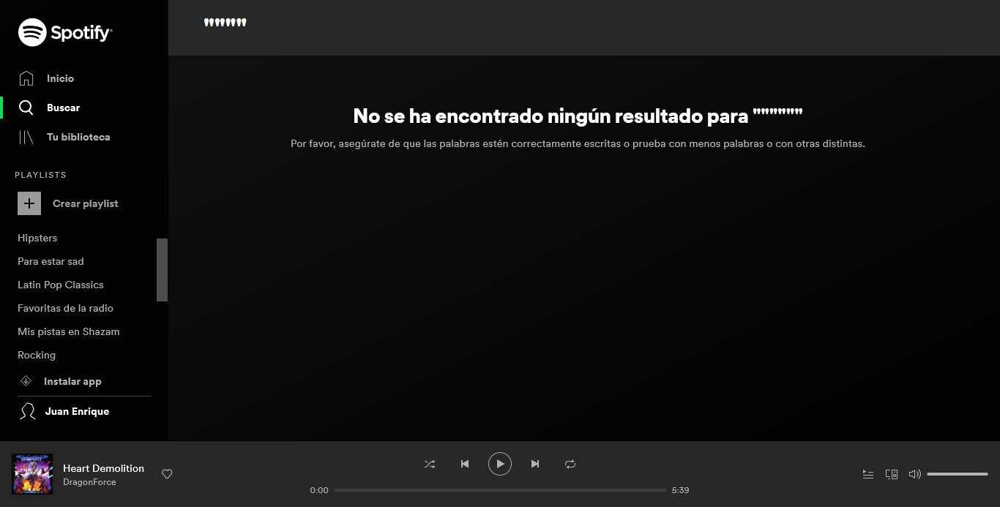 Spotify
""""
Inicio
Buscar
Tu biblioteca
PLAYLISTS
Crear playlist
Hipsters
Para estar sad
Latin Pop Classics
Favoritas de la radio
Mis pistas en Shazam
Rocking
Instalar app
Juan Enrique
No se ha encontrado ningún resultado para """""
Por favor, asegúrate de que las palabras estén correctamente escritas o prueba con menos palabras o con otras distintas.
Heart Demolition
DragonForce
0:00
5:39